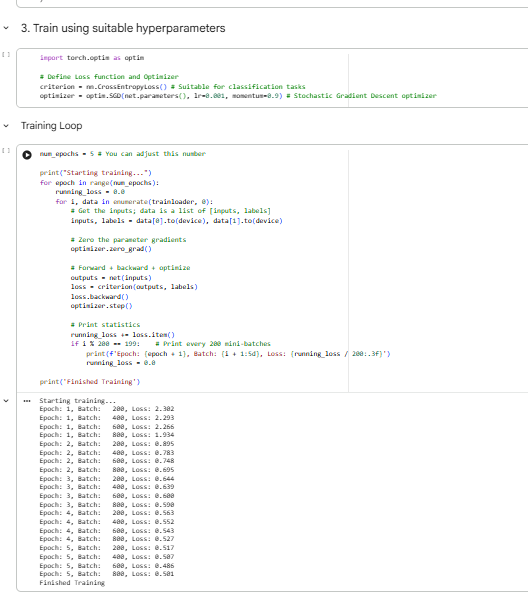 3. Train using suitable hyperparameters
[ ]
import torch.optim as optim
# Define Loss function and Optimizer
criterion = nn.CrossEntropyLoss() # Suitable for classification tasks
optimizer = optim.SGD(net.parameters(), lr=0.001, momentum=0.9) # Stochastic Gradient Descent optimizer
Training Loop
[ ]
num_epochs = 5 # You can adjust this number
print("Starting training...")
for epoch in range(num_epochs):
running_loss = 0.0
for i, data in enumerate(trainloader, 0):
# Get the inputs; data is a list of [inputs, labels]
inputs, labels = data[0].to(device), data[1].to(device)
# Zero the parameter gradients
optimizer.zero_grad()
# Forward + backward + optimize
outputs = net(inputs)
loss = criterion(outputs, labels)
loss.backward()
optimizer.step()
# Print statistics
running_loss += loss.item()
if i % 200 == 199:    # Print every 200 mini-batches
print(f'Epoch: {epoch + 1}, Batch: {i + 1:5d}, Loss: {running_loss / 200:.3f}')
running_loss = 0.0
print('Finished Training')
Starting training...
Epoch: 1, Batch:   200, Loss: 2.302
Epoch: 1, Batch:   400, Loss: 2.293
Epoch: 1, Batch:   600, Loss: 2.266
Epoch: 1, Batch:   800, Loss: 1.934
Epoch: 2, Batch:   200, Loss: 0.895
Epoch: 2, Batch:   400, Loss: 0.783
Epoch: 2, Batch:   600, Loss: 0.748
Epoch: 2, Batch:   800, Loss: 0.695
Epoch: 3, Batch:   200, Loss: 0.644
Epoch: 3, Batch:   400, Loss: 0.639
Epoch: 3, Batch:   600, Loss: 0.600
Epoch: 3, Batch:   800, Loss: 0.590
Epoch: 4, Batch:   200, Loss: 0.563
Epoch: 4, Batch:   400, Loss: 0.552
Epoch: 4, Batch:   600, Loss: 0.543
Epoch: 4, Batch:   800, Loss: 0.527
Epoch: 5, Batch:   200, Loss: 0.517
Epoch: 5, Batch:   400, Loss: 0.507
Epoch: 5, Batch:   600, Loss: 0.486
Epoch: 5, Batch:   800, Loss: 0.501
Finished Training